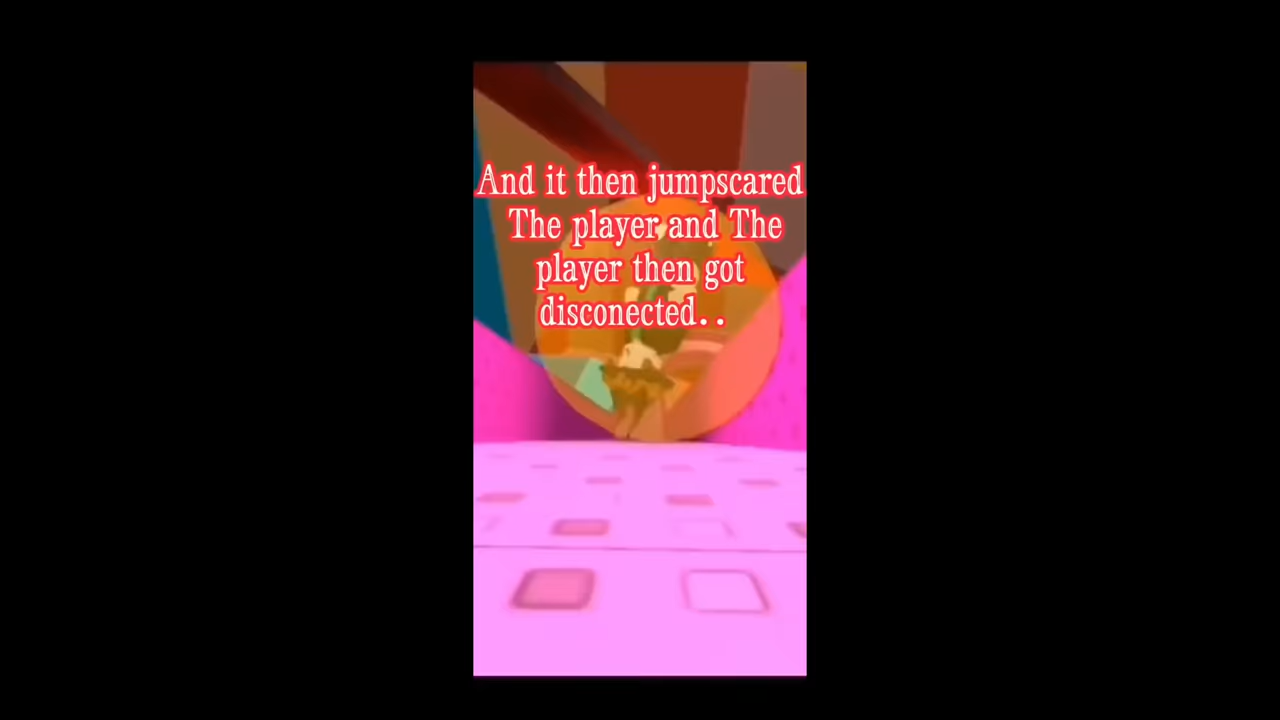 And it then jumpscared
The player and The
player then got
disconected..